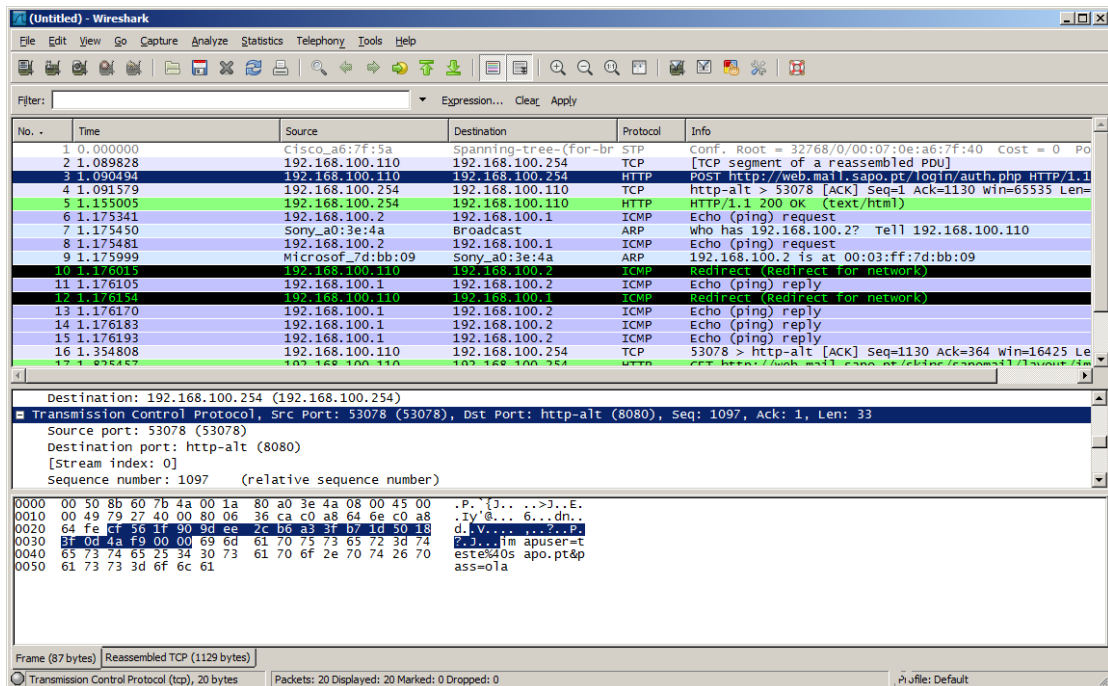 (Untitled) - Wireshark
File Edit View Go Capture Analyze Statistics Telephony Tools Help
Filter: Expression... Clear Apply
No. . Time Source Destination Protocol Info
1 0.000000 Cisco_a6:7f:5a Spanning-tree-(for-br STP Conf. Root = 32768/0/00:07:0e:a6:7f:40 Cost = 0 Po
2 1.089828 192.168.100.110 192.168.100.254 TCP [TCP segment of a reassembled PDU]
3 1.090494 192.168.100.110 192.168.100.254 HTTP POST http://web.mail.sapo.pt/login/auth.php HTTP/1.1
4 1.091579 192.168.100.254 192.168.100.110 TCP http-alt > 53078 [ACK] Seq=1 Ack=1130 Win=65535 Len=
5 1.155005 192.168.100.254 192.168.100.110 HTTP HTTP/1.1 200 OK (text/html)
6 1.175341 192.168.100.2 192.168.100.1 ICMP Echo (ping) request
7 1.175450 Sony_a0:3e:4a Broadcast ARP Who has 192.168.100.2? Tell 192.168.100.110
8 1.175481 192.168.100.2 192.168.100.1 ICMP Echo (ping) request
9 1.175999 Microsof_7d:bb:09 Sony_a0:3e:4a ARP 192.168.100.2 is at 00:03:ff:7d:bb:09
10 1.176015 192.168.100.110 192.168.100.2 ICMP Redirect (Redirect for network)
11 1.176105 192.168.100.1 192.168.100.2 ICMP Echo (ping) reply
12 1.176154 192.168.100.110 192.168.100.1 ICMP Redirect (Redirect for network)
13 1.176170 192.168.100.1 192.168.100.2 ICMP Echo (ping) reply
14 1.176183 192.168.100.1 192.168.100.2 ICMP Echo (ping) reply
15 1.176193 192.168.100.1 192.168.100.2 ICMP Echo (ping) reply
16 1.354808 192.168.100.110 192.168.100.254 TCP 53078 > http-alt [ACK] Seq=1130 Ack=364 Win=16425 Le
17 1.825457 192.168.100.110 192.168.100.254 HTTP GET http://web.mail.sapo.pt/skins/sapomail/layout/im
Destination: 192.168.100.254 (192.168.100.254)
Transmission Control Protocol, Src Port: 53078 (53078), Dst Port: http-alt (8080), Seq: 1097, Ack: 1, Len: 33
Source port: 53078 (53078)
Destination port: http-alt (8080)
[Stream index: 0]
Sequence number: 1097 (relative sequence number)
0000 00 50 8b 60 7b 4a 00 1a 80 a0 3e 4a 08 00 45 00 .P.`{J.. ..>J..E.
0010 00 49 79 27 40 00 80 06 36 ca c0 a8 64 6e c0 a8 .Iy'@... 6...dn..
0020 64 fe cf 56 1f 90 9d ee 2c b6 a3 3f b7 1d 50 18 d..V.... ,..?..P.
0030 3f 0d 4a f9 00 00 69 6d 61 70 75 73 65 72 3d 74 ?.J...im apuser=t
0040 65 73 74 65 25 34 30 73 61 70 6f 2e 70 74 26 70 este%40s apo.pt&p
0050 61 73 73 3d 6f 6c 61 ass=ola
Frame (87 bytes) Reassembled TCP (1129 bytes)
Transmission Control Protocol (tcp), 20 bytes Packets: 20 Displayed: 20 Marked: 0 Dropped: 0 Profile: Default